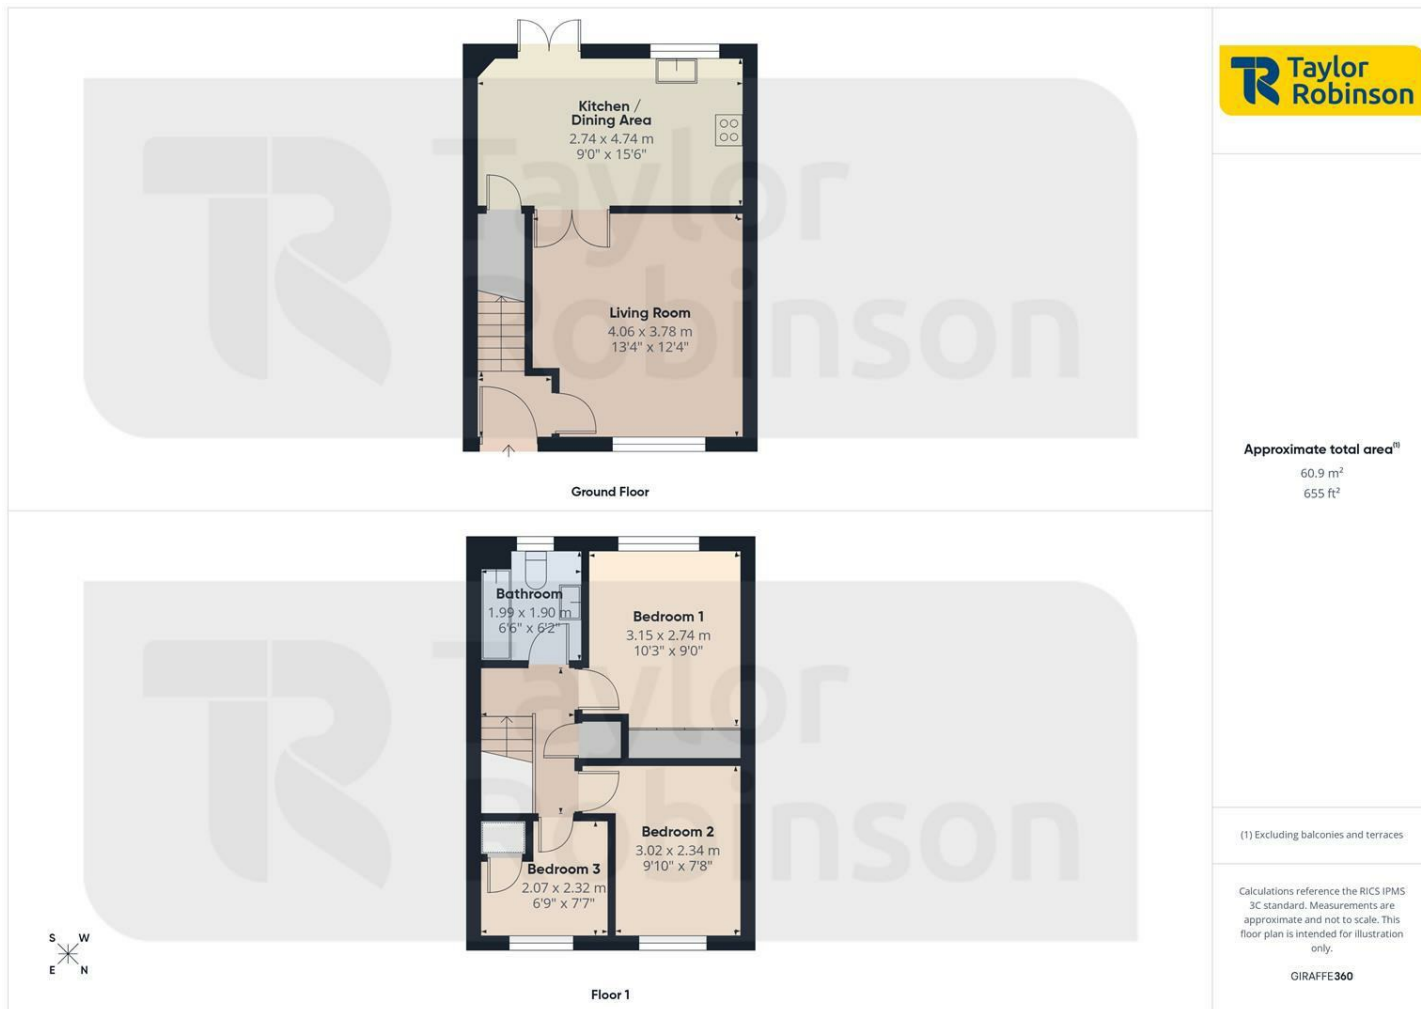 Kitchen /
Dining Area
2.74 x 4.74 m
9'0" x 15'6"
Living Room
4.06 x 3.78 m
13'4" x 12'4"
Ground Floor
Taylor
Robinson
Bathroom
1.99 x 1.90 m
6'6" x 6'2"
Bedroom 1
3.15 x 2.74 m
10'3" x 9'0"
Bedroom 2
3.02 x 2.34 m
9'10" x 7'8"
Bedroom 3
2.07 x 2.32 m
6'9" x 7'7"
S W
E N
Floor 1
Taylor
Robinson
TR Taylor
Robinson
Approximate total area(1)
60.9 m²
655 ft²
(1) Excluding balconies and terraces
Calculations reference the RICS IPMS
3C standard. Measurements are
approximate and not to scale. This
floor plan is intended for illustration
only.
GIRAFFE360